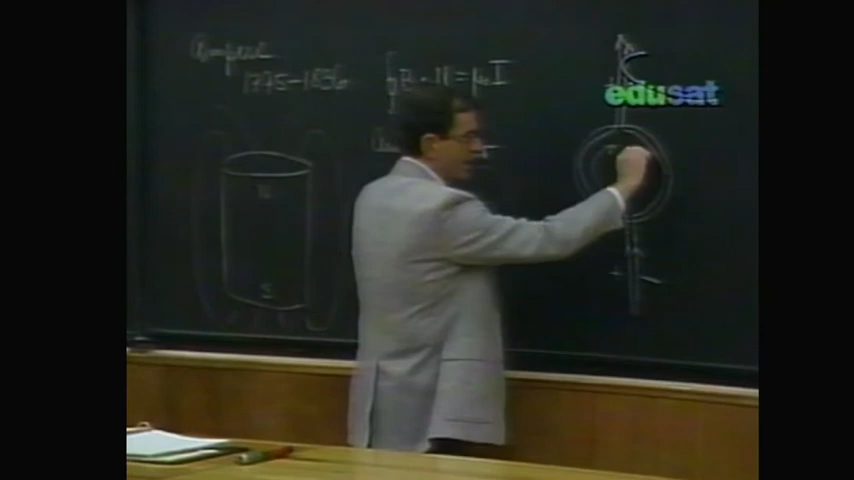 Ampere
1775-1836 ∮B·dl=μ₀I
N
S
I
edusat